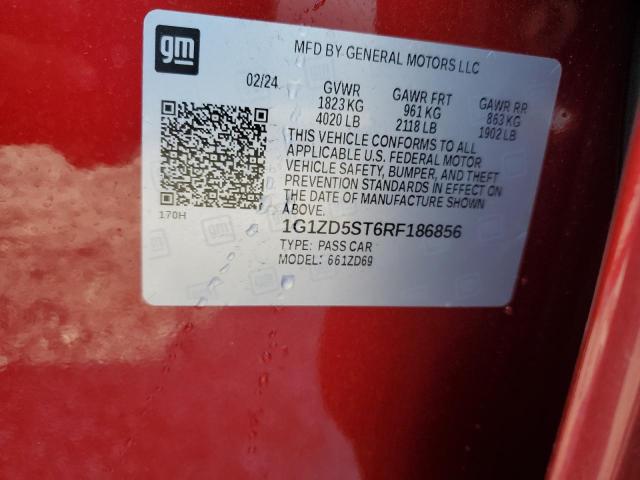 gm
MFD BY GENERAL MOTORS LLC
02/24 GVWR GAWR FRT GAWR RR
1823 KG 961 KG 863 KG
4020 LB 2118 LB 1902 LB
THIS VEHICLE CONFORMS TO ALL
APPLICABLE U.S. FEDERAL MOTOR
VEHICLE SAFETY, BUMPER, AND THEFT
PREVENTION STANDARDS IN EFFECT ON
THE DATE OF MANUFACTURE SHOWN
ABOVE.
170H
1G1ZD5ST6RF186856
TYPE: PASS CAR
MODEL: 661ZD69